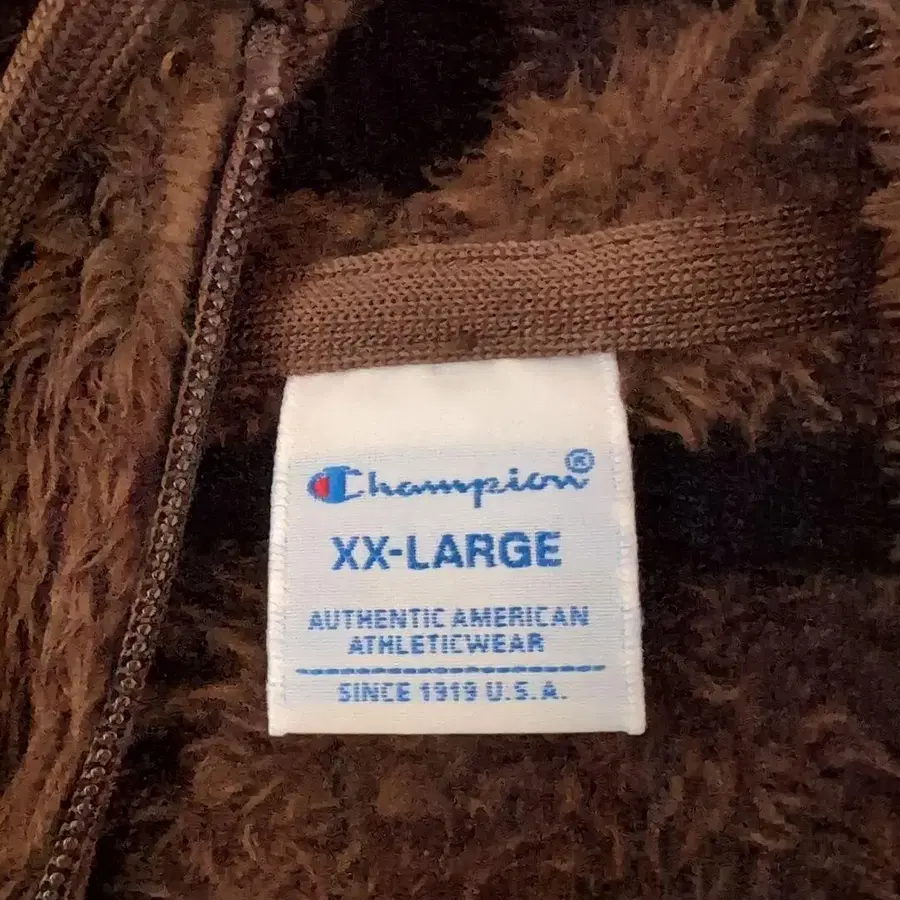 Champion®
XX-LARGE
AUTHENTIC AMERICAN
ATHLETICWEAR
SINCE 1919 U.S.A.